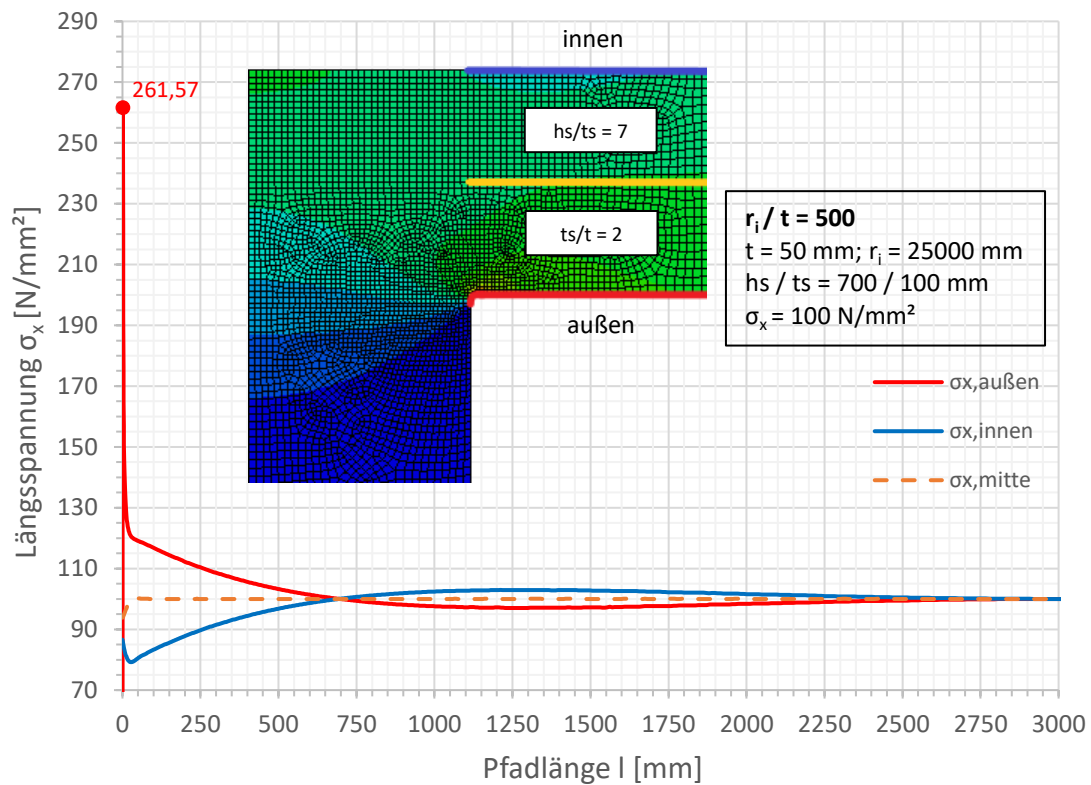 290
270
250
230
210
190
170
150
130
110
90
70
Längsspannung σx [N/mm²]
261,57
innen
hs/ts = 7
ts/t = 2
außen
ri / t = 500
t = 50 mm; ri = 25000 mm
hs / ts = 700 / 100 mm
σx = 100 N/mm²
σx,außen
σx,innen
σx,mitte
0 250 500 750 1000 1250 1500 1750 2000 2250 2500 2750 3000
Pfadlänge l [mm]